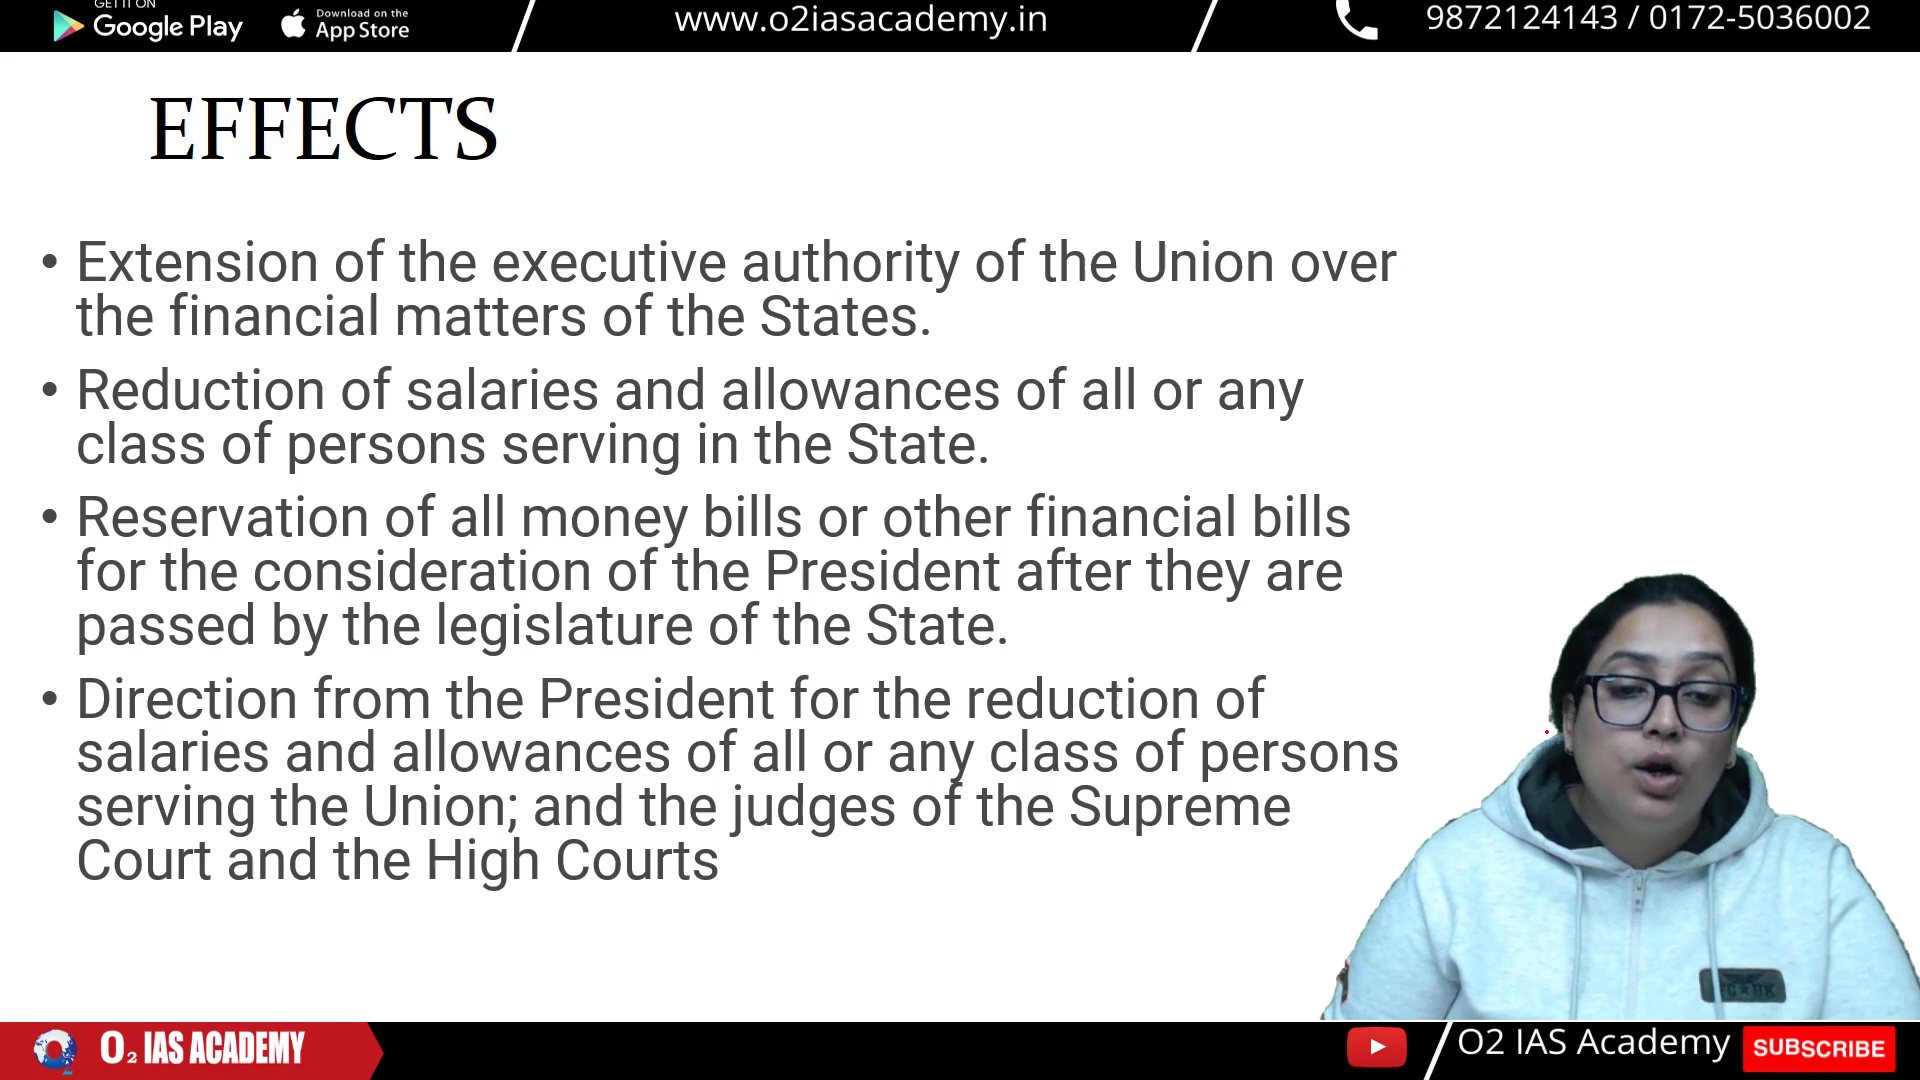 GET IT ON
Google Play
Download on the
App Store
www.o2iasacademy.in
9872124143 / 0172-5036002
EFFECTS
• Extension of the executive authority of the Union over
the financial matters of the States.
• Reduction of salaries and allowances of all or any
class of persons serving in the State.
• Reservation of all money bills or other financial bills
for the consideration of the President after they are
passed by the legislature of the State.
• Direction from the President for the reduction of
salaries and allowances of all or any class of persons
serving the Union; and the judges of the Supreme
Court and the High Courts
O2 IAS ACADEMY
O2 IAS Academy
SUBSCRIBE